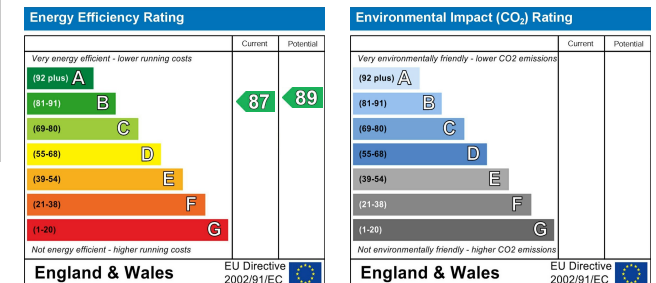 Energy Efficiency Rating
Current Potential
Very energy efficient - lower running costs
(92 plus) A
(81-91) B
87
89
(69-80) C
(55-68) D
(39-54) E
(21-38) F
(1-20) G
Not energy efficient - higher running costs
England & Wales
EU Directive
2002/91/EC
Environmental Impact (CO₂) Rating
Current Potential
Very environmentally friendly - lower CO2 emissions
(92 plus) A
(81-91) B
(69-80) C
(55-68) D
(39-54) E
(21-38) F
(1-20) G
Not environmentally friendly - higher CO2 emissions
England & Wales
EU Directive
2002/91/EC